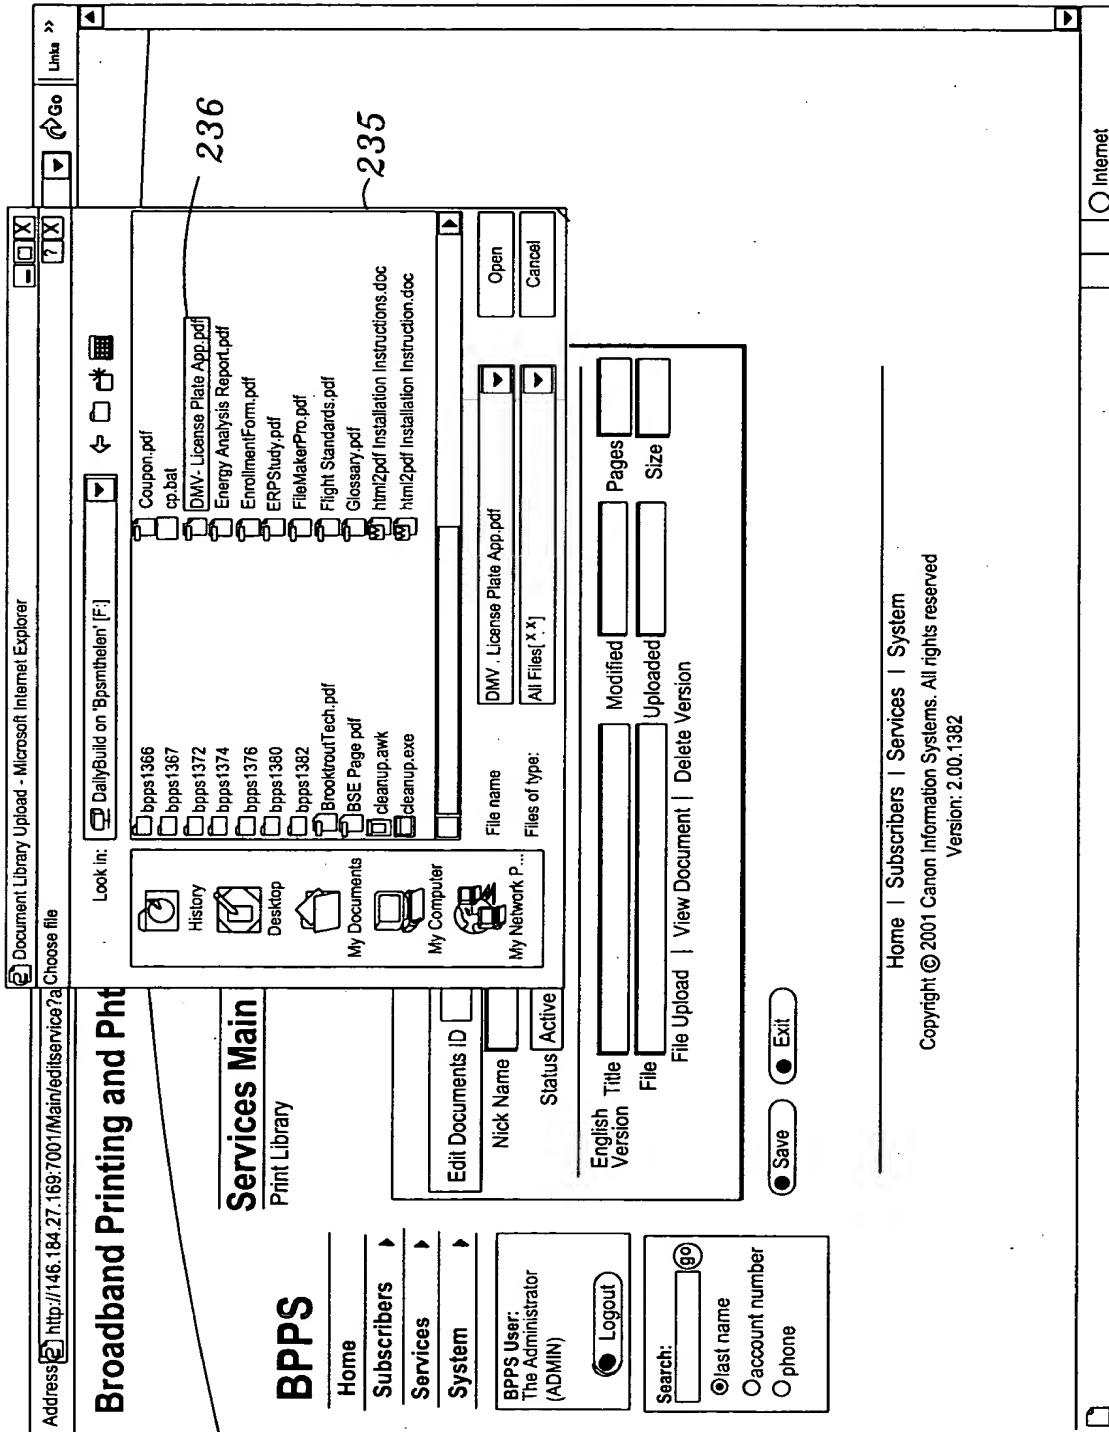 Document Library Upload - Microsoft Internet Explorer
Address http://146.184.27.169:7001/Main/editservice?a
Go
Links »
Choose file
? X
Broadband Printing and Pht
Look in:
DailyBuild on 'Bpsmthelen' [F:]
History
Desktop
My Documents
My Computer
My Network P...
bpps1366
bpps1367
bpps1372
bpps1374
bpps1376
bpps1380
bpps1382
BrooktroutTech.pdf
BSE Page pdf
cleanup.awk
cleanup.exe
Coupon.pdf
cp.bat
DMV- License Plate App.pdf
Energy Analysis Report.pdf
EnrollmentForm.pdf
ERPStudy.pdf
FileMakerPro.pdf
Flight Standards.pdf
Glossary.pdf
html2pdf Installation Instructions.doc
html2pdf Installation Instruction.doc
236
235
File name
DMV . License Plate App.pdf
Open
Files of type:
All Files[ x.x ]
Cancel
BPPS
Home
Subscribers
Services
System
BPPS User:
The Administrator
(ADMIN)
Logout
Search:
go
last name
account number
phone
Services Main
Print Library
Edit Documents ID
Nick Name
Status Active
English
Version
Title
Modified
Pages
File
Uploaded
Size
File Upload | View Document | Delete Version
Save
Exit
Home | Subscribers | Services | System
Copyright © 2001 Canon Information Systems. All rights reserved
Version: 2.00.1382
Internet